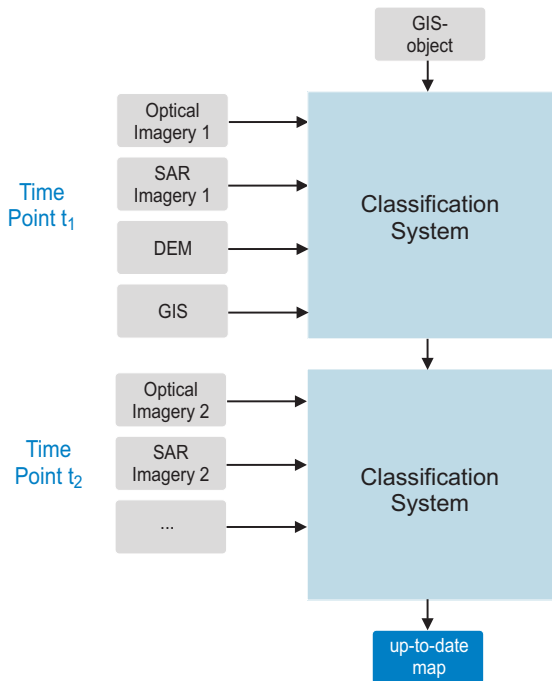 GIS-
object
Optical
Imagery 1
SAR
Imagery 1
DEM
GIS
Time
Point t₁
Classification
System
Optical
Imagery 2
SAR
Imagery 2
...
Time
Point t₂
Classification
System
up-to-date
map